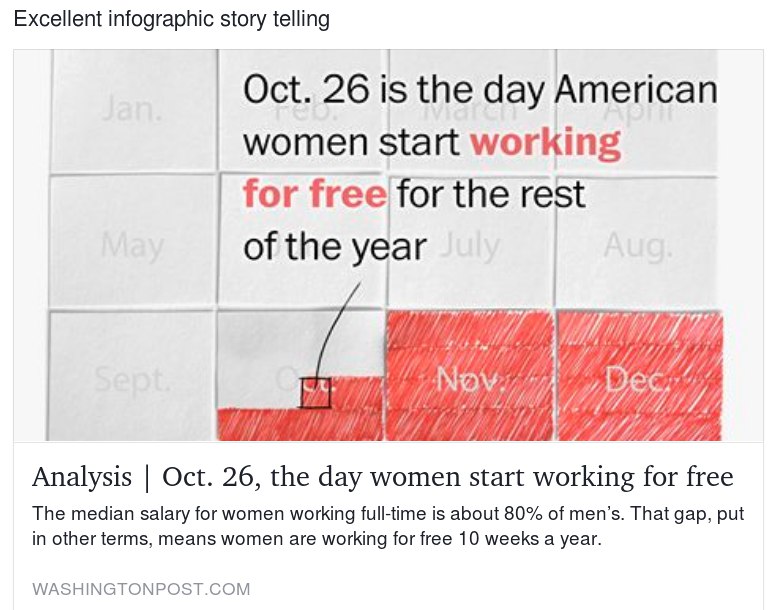 Excellent infographic story telling
Jan.
Feb.
March
April
Oct. 26 is the day American
women start working
for free for the rest
of the year
May
July
Aug.
Sept.
Oct.
Nov.
Dec.
Analysis | Oct. 26, the day women start working for free
The median salary for women working full-time is about 80% of men’s. That gap, put
in other terms, means women are working for free 10 weeks a year.
WASHINGTONPOST.COM